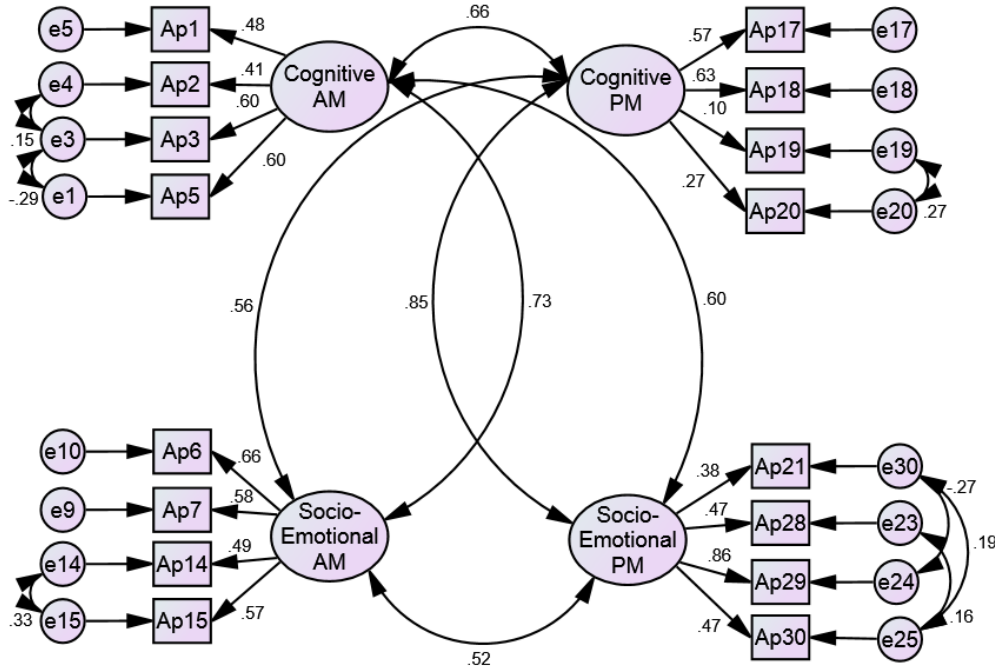 .66
e5
Ap1
.48
Cognitive
AM
Cognitive
PM
.57
Ap17
e17
e4
Ap2
.41
.63
Ap18
e18
.15
e3
Ap3
.60
.10
Ap19
e19
-.29
e1
Ap5
.60
.27
Ap20
e20
.27
.56
.85
.73
.60
e10
Ap6
.66
Socio-
Emotional
AM
Socio-
Emotional
PM
.38
Ap21
e30
-.27
e9
Ap7
.58
.47
Ap28
e23
.19
e14
Ap14
.49
.86
Ap29
e24
.33
e15
Ap15
.57
.47
Ap30
e25
.16
.52